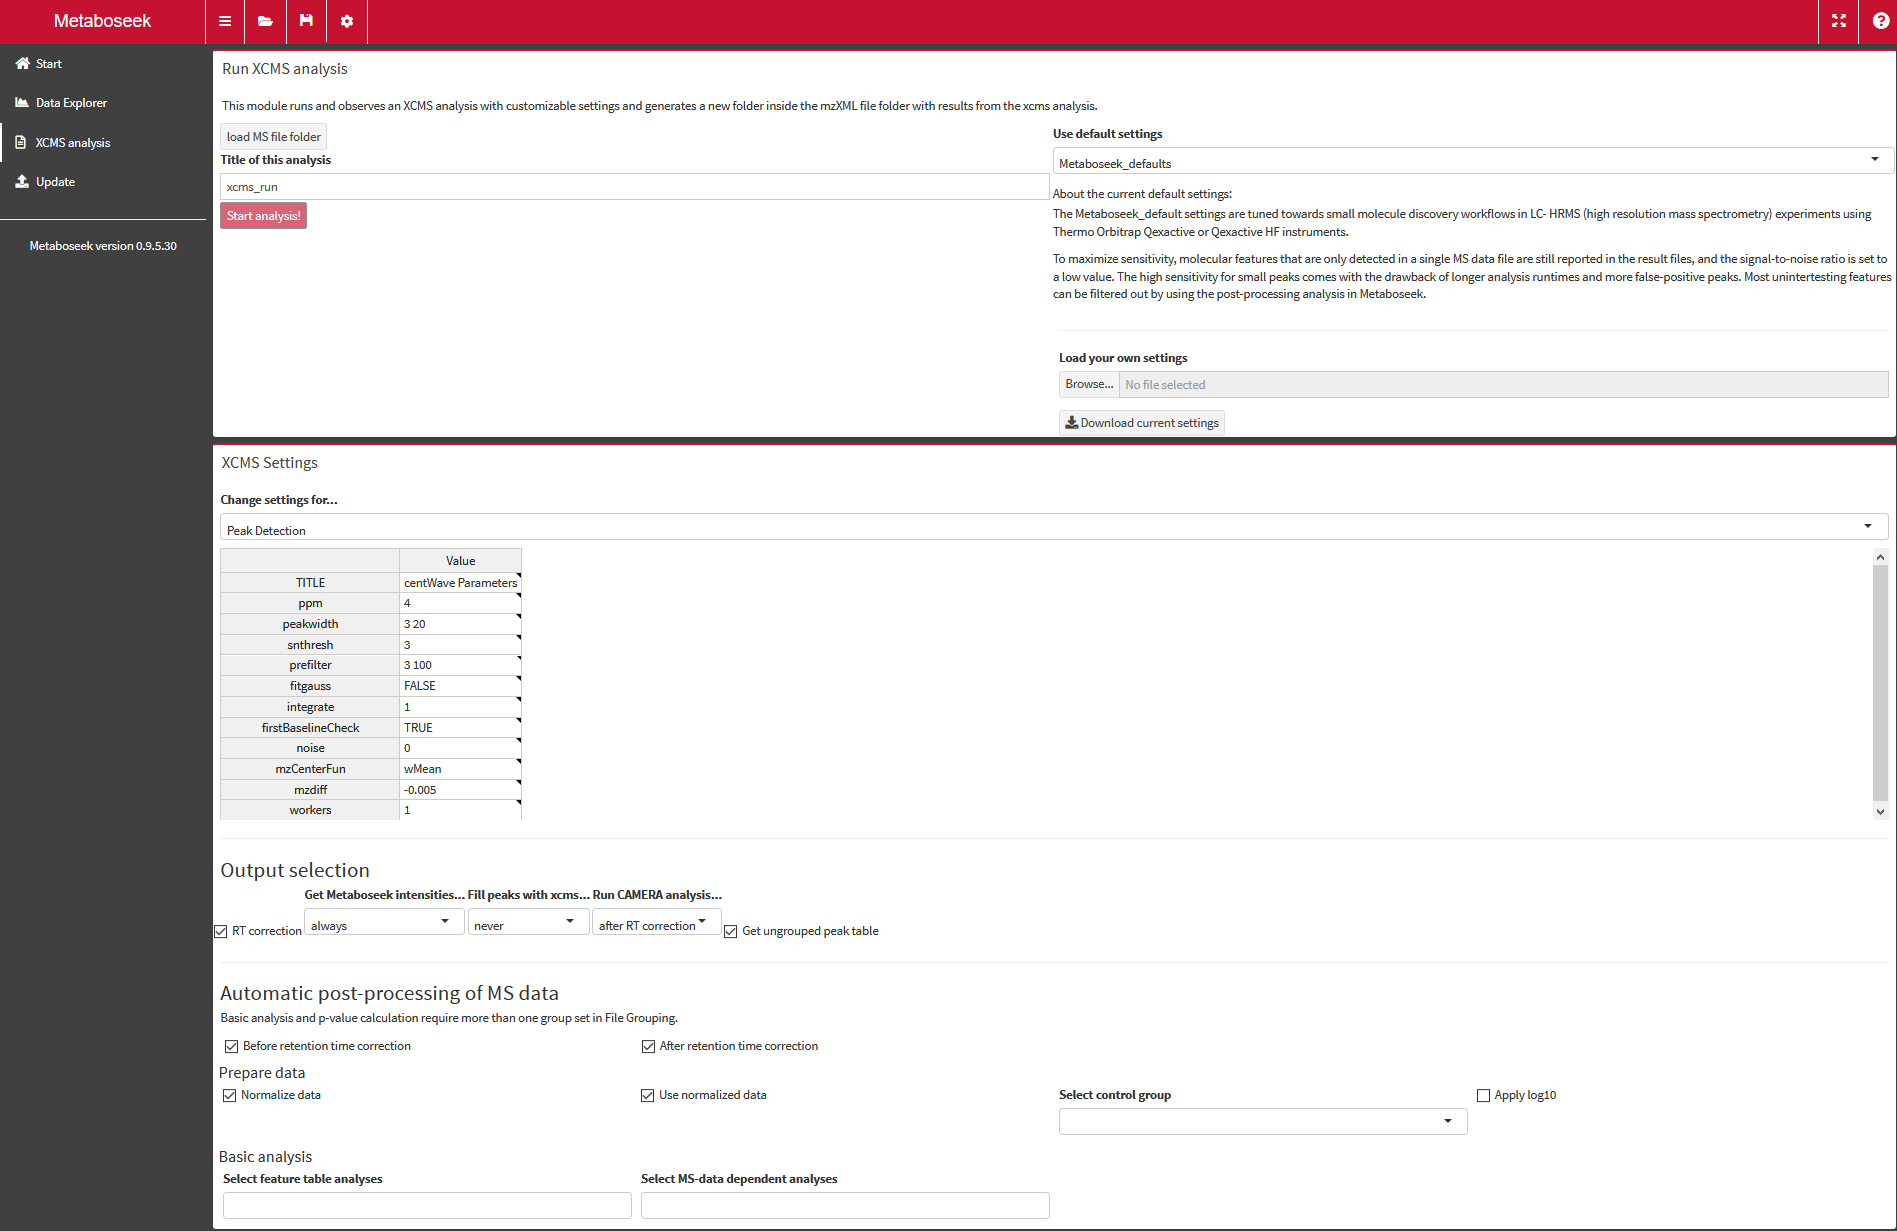 Metaboseek
Start
Data Explorer
XCMS analysis
Update
Metaboseek version 0.9.5.30
Run XCMS analysis
This module runs and observes an XCMS analysis with customizable settings and generates a new folder inside the mzXML file folder with results from the xcms analysis.
load MS file folder
Title of this analysis
xcms_run
Start analysis!
Use default settings
Metaboseek_defaults
About the current default settings:
The Metaboseek_default settings are tuned towards small molecule discovery workflows in LC- HRMS (high resolution mass spectrometry) experiments using
Thermo Orbitrap Qexactive or Qexactive HF instruments.
To maximize sensitivity, molecular features that are only detected in a single MS data file are still reported in the result files, and the signal-to-noise ratio is set to
a low value. The high sensitivity for small peaks comes with the drawback of longer analysis runtimes and more false-positive peaks. Most unintertesting features
can be filtered out by using the post-processing analysis in Metaboseek.
Load your own settings
Browse... No file selected
Download current settings
XCMS Settings
Change settings for...
Peak Detection
Value
TITLE centWave Parameters
ppm 4
peakwidth 3 20
snthresh 3
prefilter 3 100
fitgauss FALSE
integrate 1
firstBaselineCheck TRUE
noise 0
mzCenterFun wMean
mzdiff -0.005
workers 1
Output selection
Get Metaboseek intensities... Fill peaks with xcms... Run CAMERA analysis...
RT correction always never after RT correction Get ungrouped peak table
Automatic post-processing of MS data
Basic analysis and p-value calculation require more than one group set in File Grouping.
Before retention time correction After retention time correction
Prepare data
Normalize data Use normalized data Select control group Apply log10
Basic analysis
Select feature table analyses Select MS-data dependent analyses